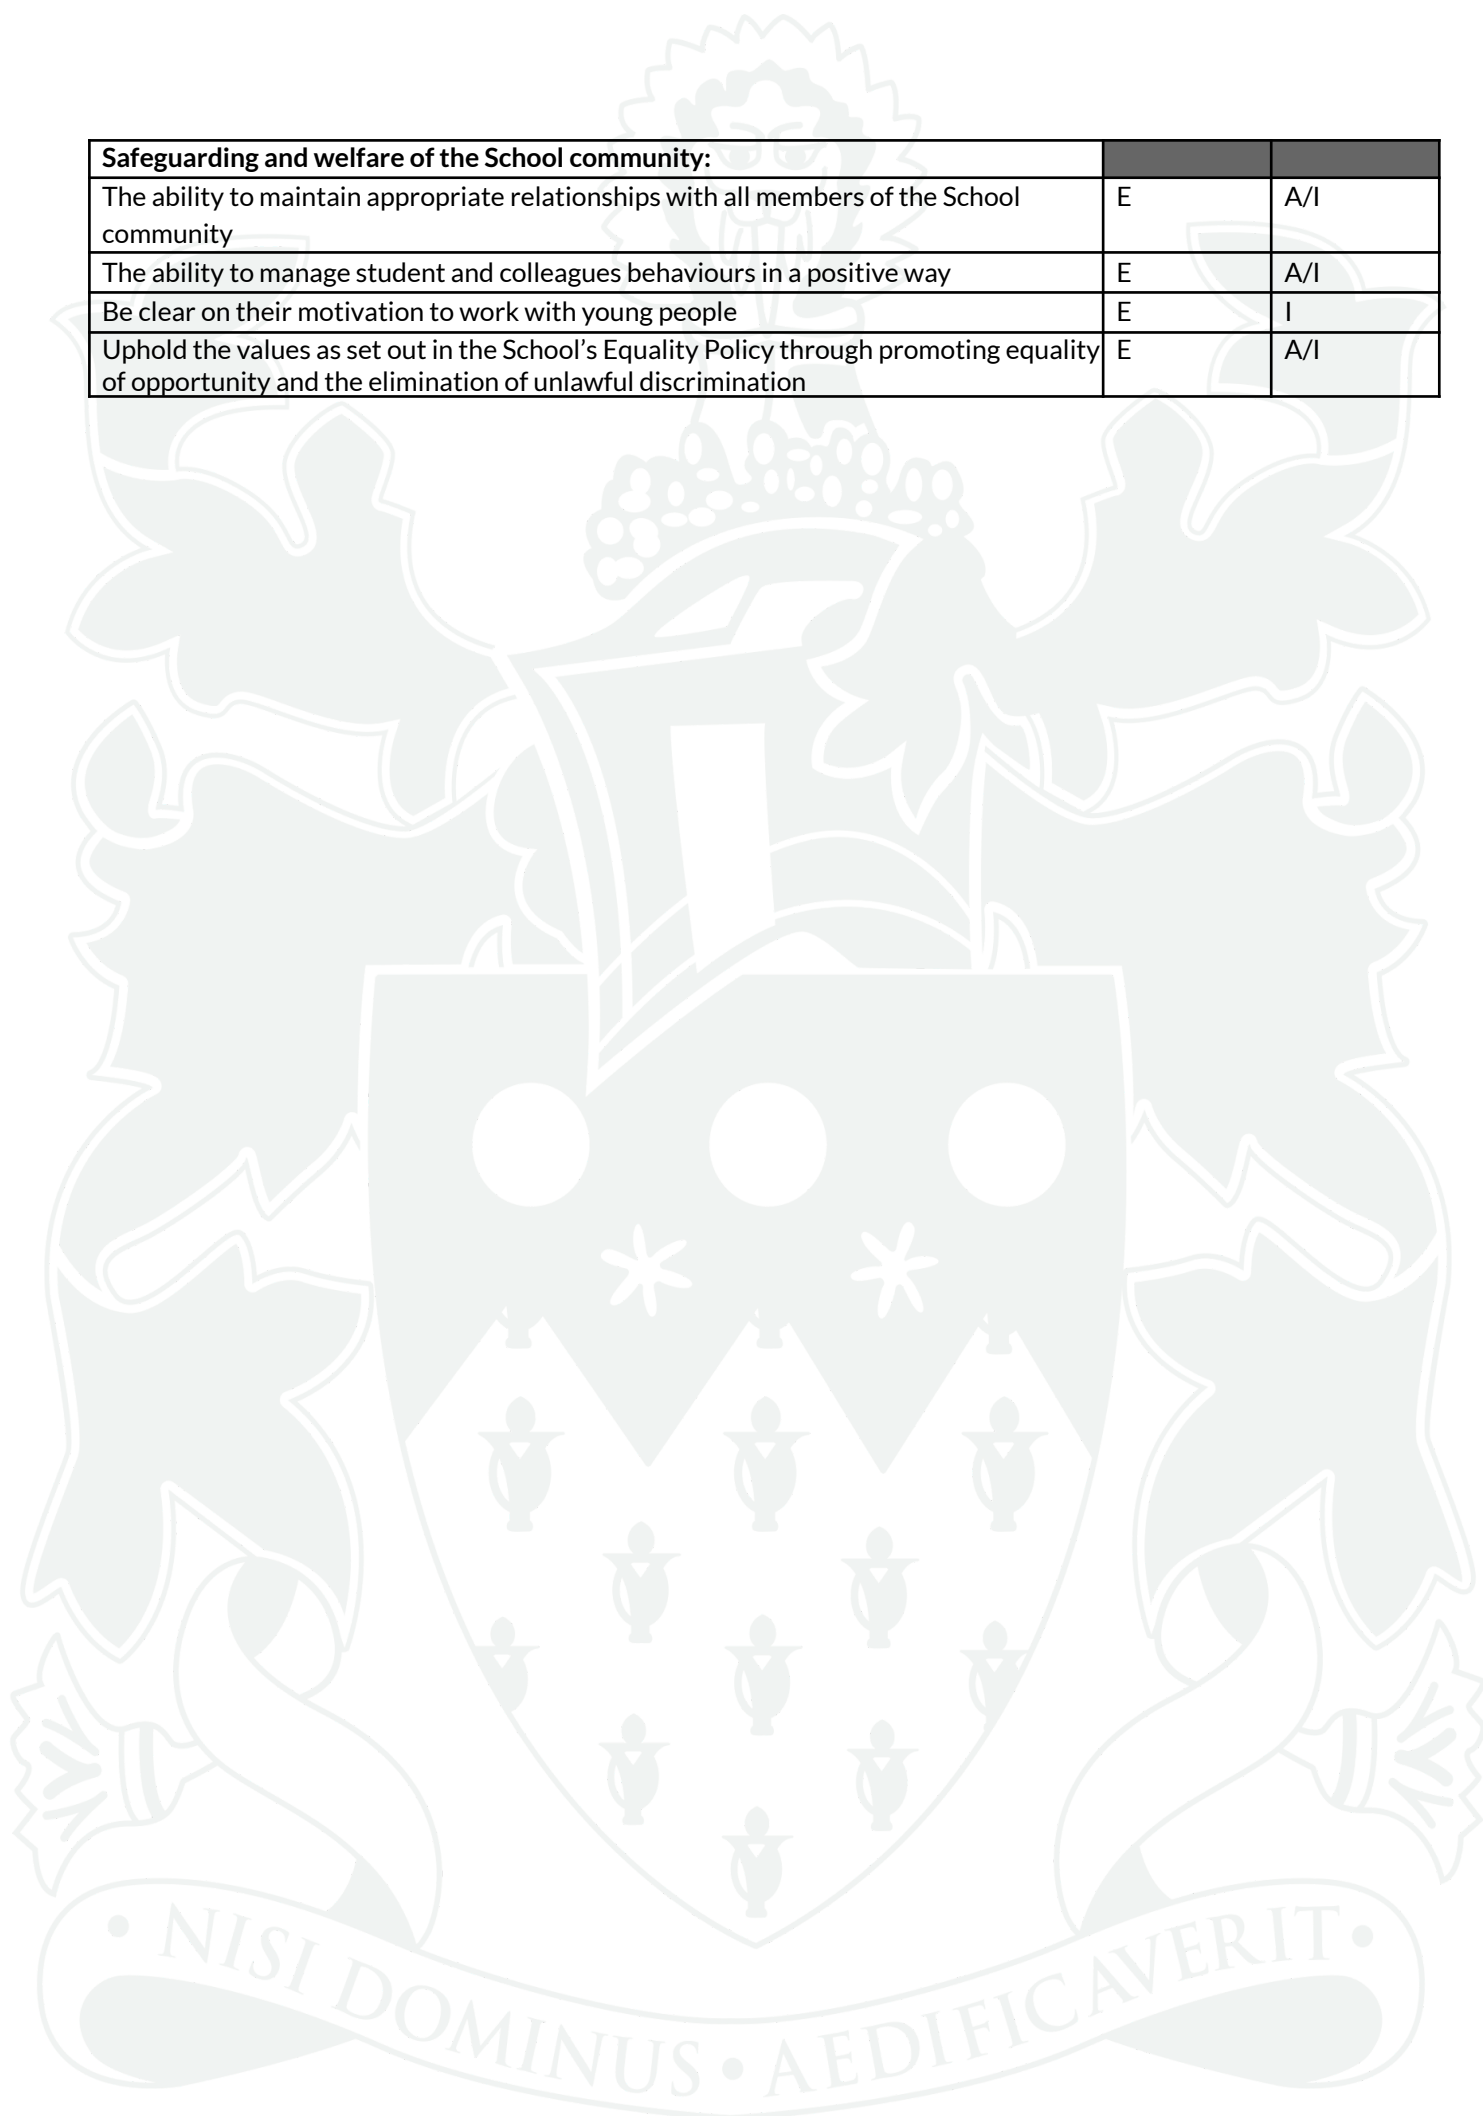 Safeguarding and welfare of the School community:
The ability to maintain appropriate relationships with all members of the School E A/I
community
The ability to manage student and colleagues behaviours in a positive way E A/I
Be clear on their motivation to work with young people E I
Uphold the values as set out in the School’s Equality Policy through promoting equality E A/I
of opportunity and the elimination of unlawful discrimination
• NISI DOMINUS • AEDIFICAVERIT •